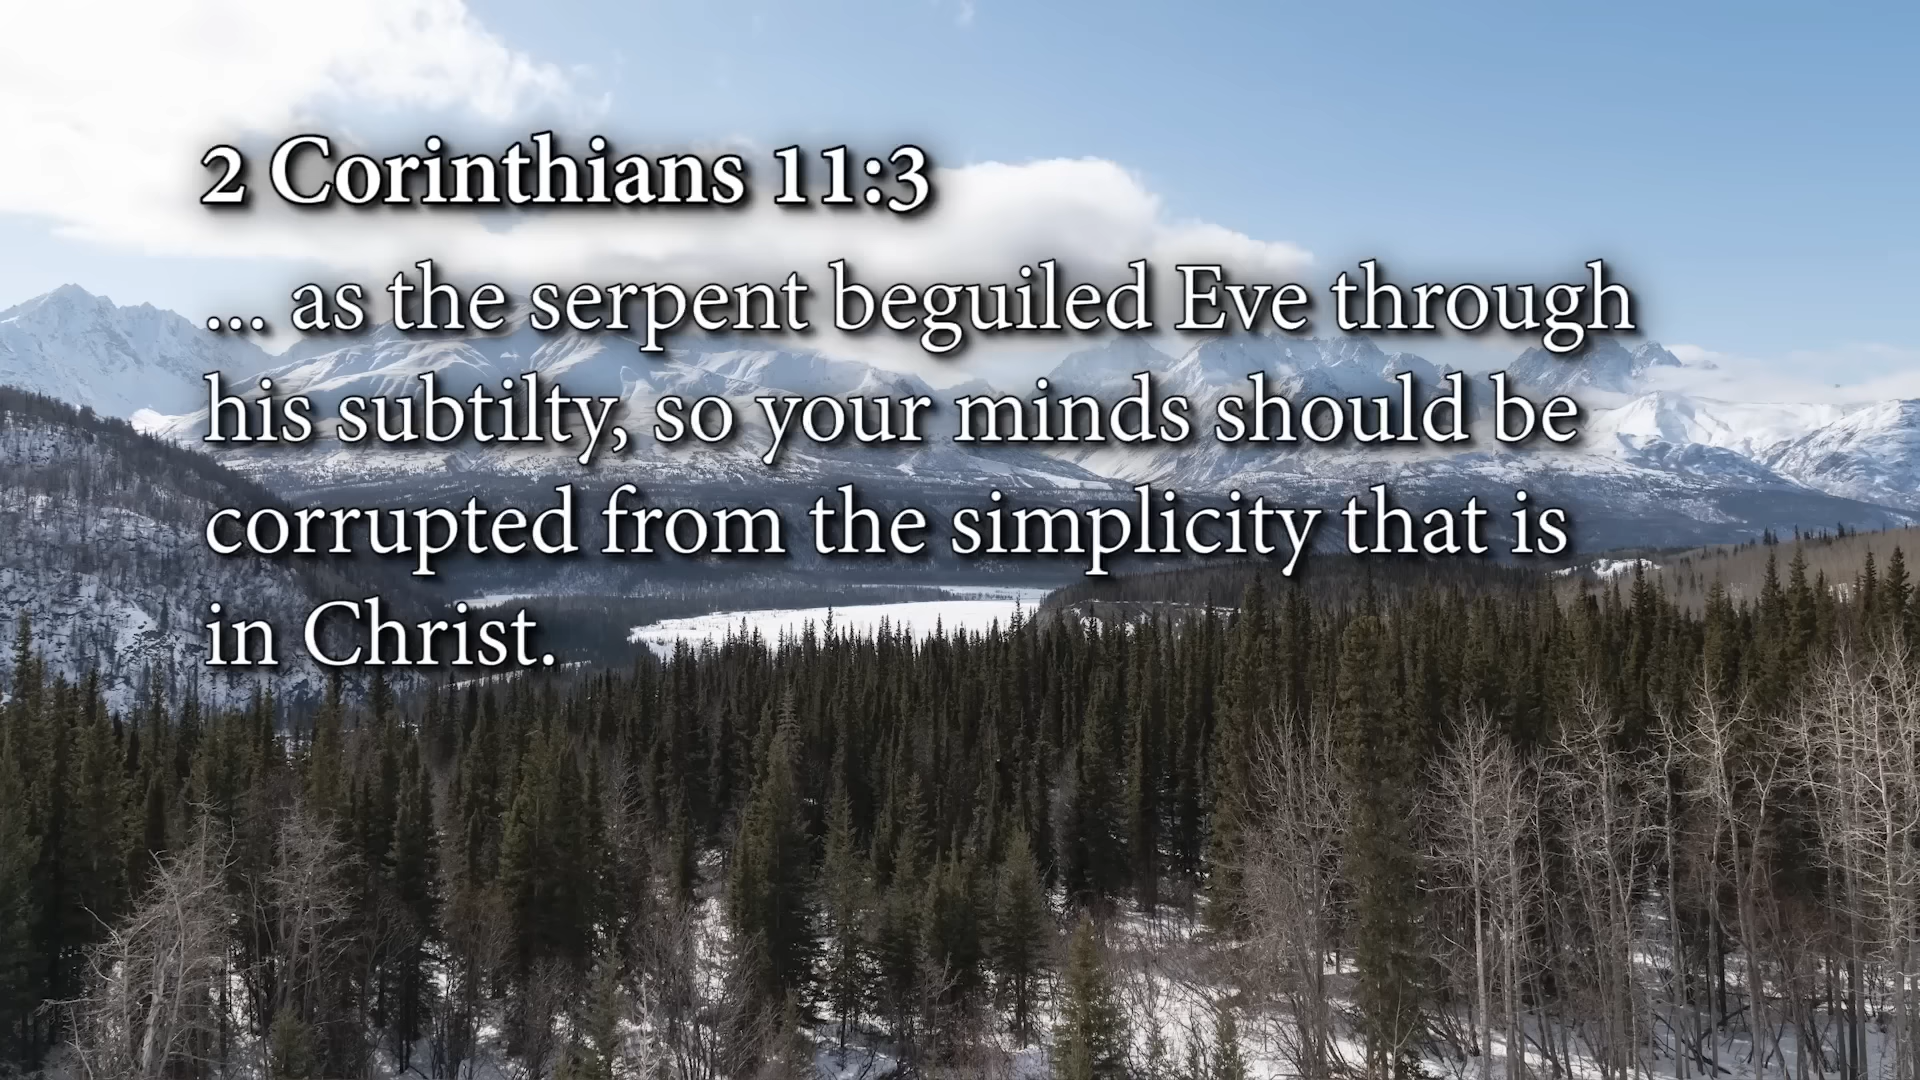 2 Corinthians 11:3
... as the serpent beguiled Eve through
his subtilty, so your minds should be
corrupted from the simplicity that is
in Christ.